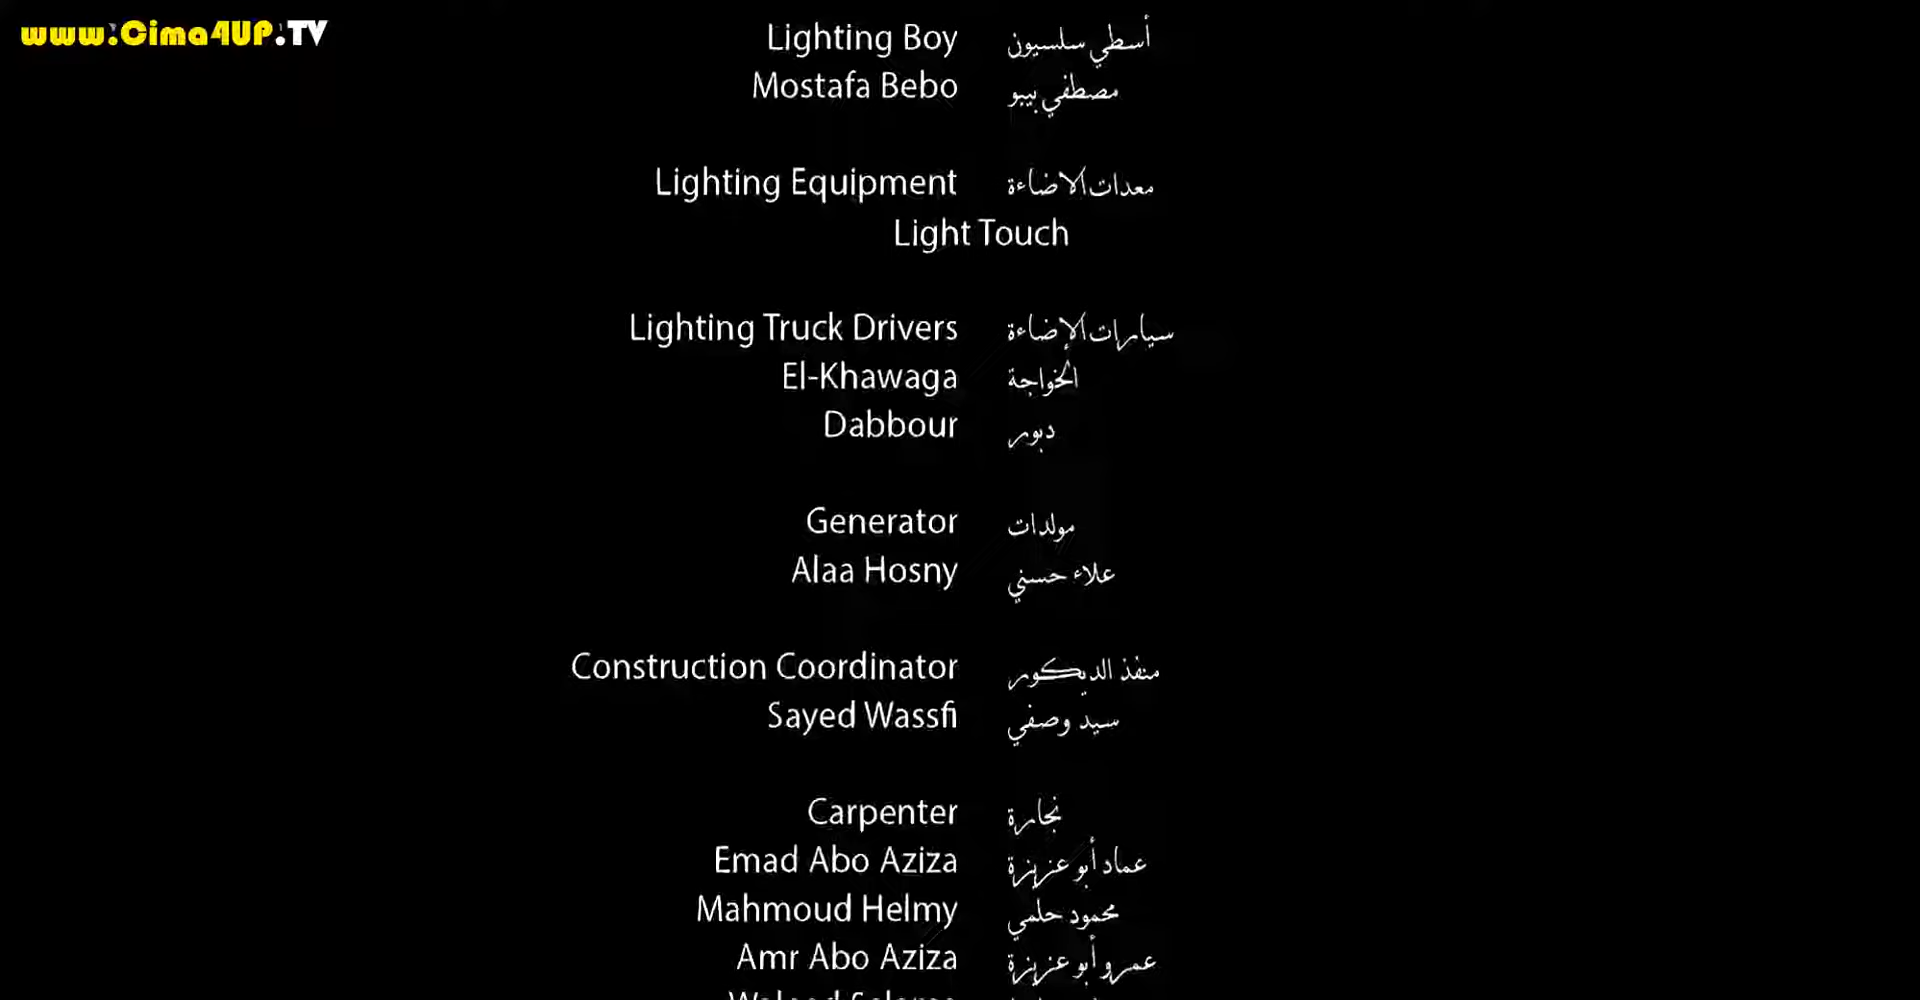 www.Cima4UP.TV
Lighting Boy أسطي سلسيون
Mostafa Bebo مصطفي بيبو
Lighting Equipment معدات الاضاءة
Light Touch
Lighting Truck Drivers سيارات الإضاءة
El-Khawaga الخواجة
Dabbour دبور
Generator مولدات
Alaa Hosny علاء حسني
Construction Coordinator منفذ الديكور
Sayed Wassfi سيد وصفي
Carpenter نجارة
Emad Abo Aziza عماد أبو عزيزة
Mahmoud Helmy محمود حلمي
Amr Abo Aziza عمرو أبو عزيزة